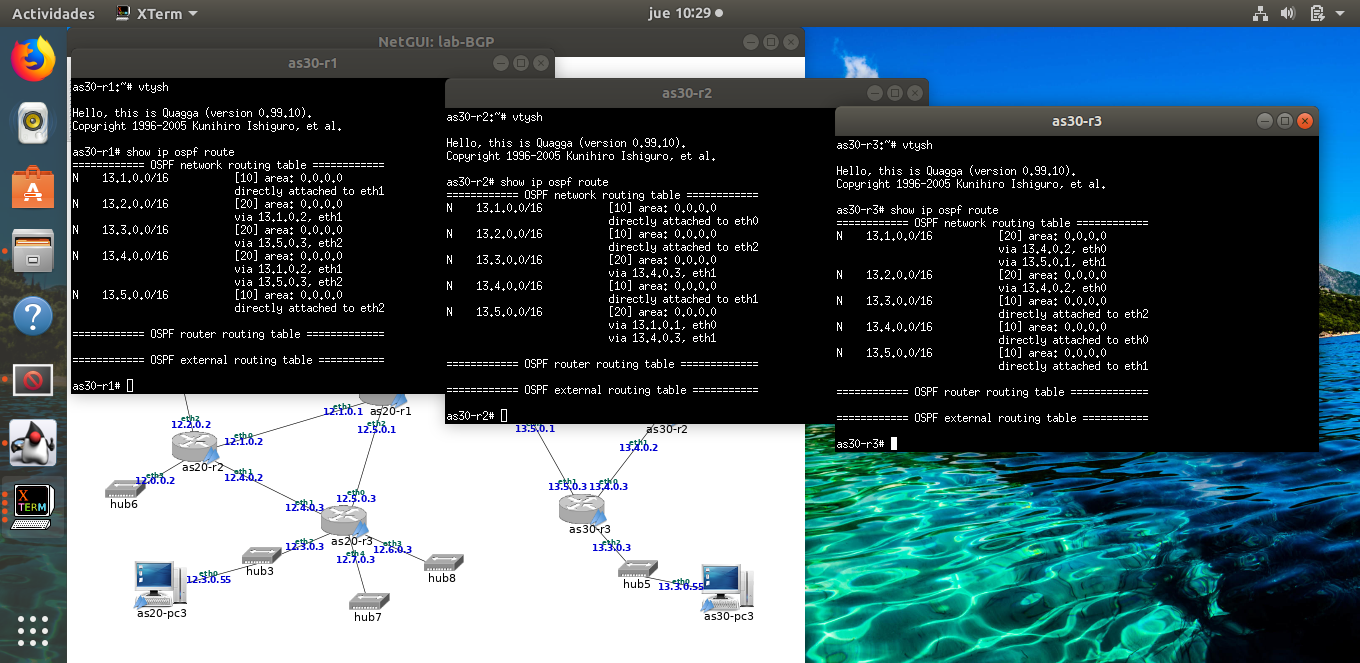 Actividades
XTerm
jue 10:29
NetGUI: lab-BGP
as30-r1
as30-r1:~# vtysh
Hello, this is Quagga (version 0.99.10).
Copyright 1996-2005 Kunihiro Ishiguro, et al.
as30-r1# show ip ospf route
============ OSPF network routing table ============
N    13.1.0.0/16           [10] area: 0.0.0.0
directly attached to eth1
N    13.2.0.0/16           [20] area: 0.0.0.0
via 13.1.0.2, eth1
N    13.3.0.0/16           [20] area: 0.0.0.0
via 13.5.0.3, eth2
N    13.4.0.0/16           [20] area: 0.0.0.0
via 13.1.0.2, eth1
via 13.5.0.3, eth2
N    13.5.0.0/16           [10] area: 0.0.0.0
directly attached to eth2
============ OSPF router routing table =============
============ OSPF external routing table ===========
as30-r1#
as30-r2
as30-r2:~# vtysh
Hello, this is Quagga (version 0.99.10).
Copyright 1996-2005 Kunihiro Ishiguro, et al.
as30-r2# show ip ospf route
============ OSPF network routing table ============
N    13.1.0.0/16           [10] area: 0.0.0.0
directly attached to eth0
N    13.2.0.0/16           [10] area: 0.0.0.0
directly attached to eth2
N    13.3.0.0/16           [20] area: 0.0.0.0
via 13.4.0.3, eth1
N    13.4.0.0/16           [10] area: 0.0.0.0
directly attached to eth1
N    13.5.0.0/16           [20] area: 0.0.0.0
via 13.1.0.1, eth0
via 13.4.0.3, eth1
============ OSPF router routing table =============
============ OSPF external routing table ===========
as30-r2#
as30-r3
as30-r3:~# vtysh
Hello, this is Quagga (version 0.99.10).
Copyright 1996-2005 Kunihiro Ishiguro, et al.
as30-r3# show ip ospf route
============ OSPF network routing table ============
N    13.1.0.0/16           [20] area: 0.0.0.0
via 13.4.0.2, eth0
via 13.5.0.1, eth1
N    13.2.0.0/16           [20] area: 0.0.0.0
via 13.4.0.2, eth0
N    13.3.0.0/16           [10] area: 0.0.0.0
directly attached to eth2
N    13.4.0.0/16           [10] area: 0.0.0.0
directly attached to eth0
N    13.5.0.0/16           [10] area: 0.0.0.0
directly attached to eth1
============ OSPF router routing table =============
============ OSPF external routing table ===========
as30-r3#
12.1.0.1
as20-r1
eth2
12.5.0.1
eth2
12.2.0.2
eth0
12.1.0.2
as20-r2
eth1
12.4.0.2
12.0.0.2
hub6
eth1
12.4.0.3
eth0
12.5.0.3
as20-r3
eth2
12.3.0.3
eth3
12.6.0.3
eth4
12.7.0.3
hub3
hub8
hub7
eth0
12.3.0.55
as20-pc3
13.5.0.1
as30-r2
eth1
13.4.0.2
eth1
13.5.0.3
eth0
13.4.0.3
as30-r3
eth2
13.3.0.3
hub5
eth0
13.3.0.55
as30-pc3
X
TERM